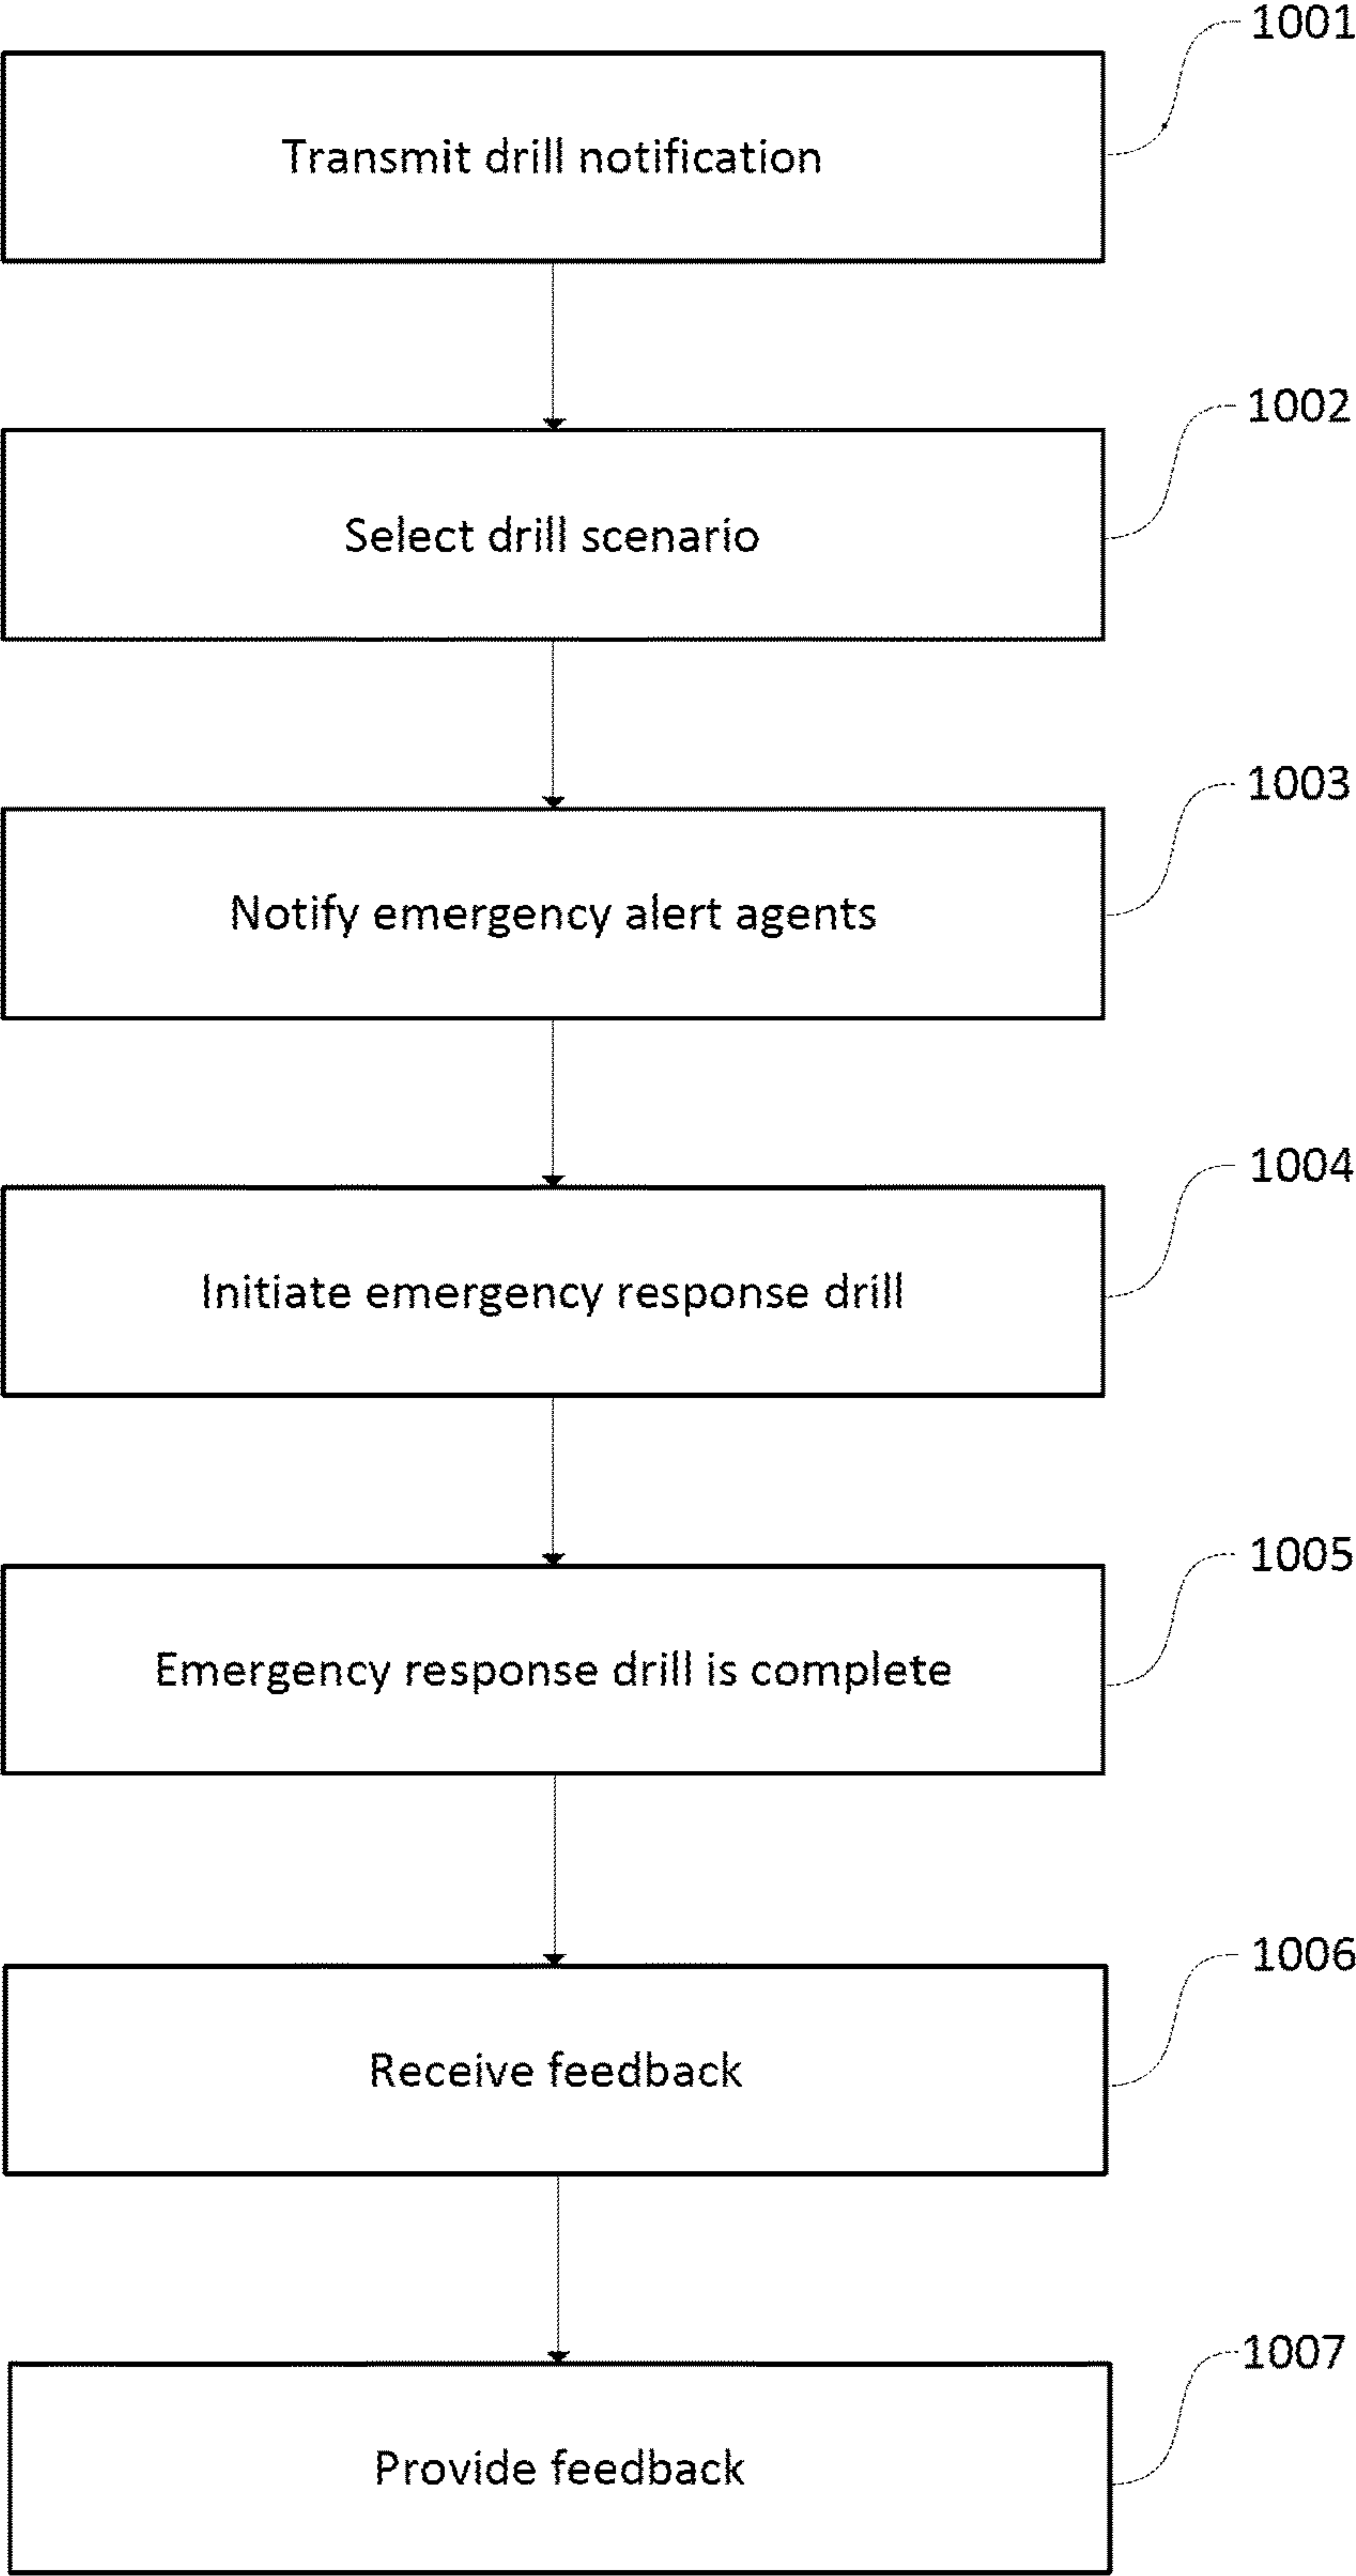 1001
Transmit drill notification
1002
Select drill scenario
1003
Notify emergency alert agents
1004
Initiate emergency response drill
1005
Emergency response drill is complete
1006
Receive feedback
1007
Provide feedback